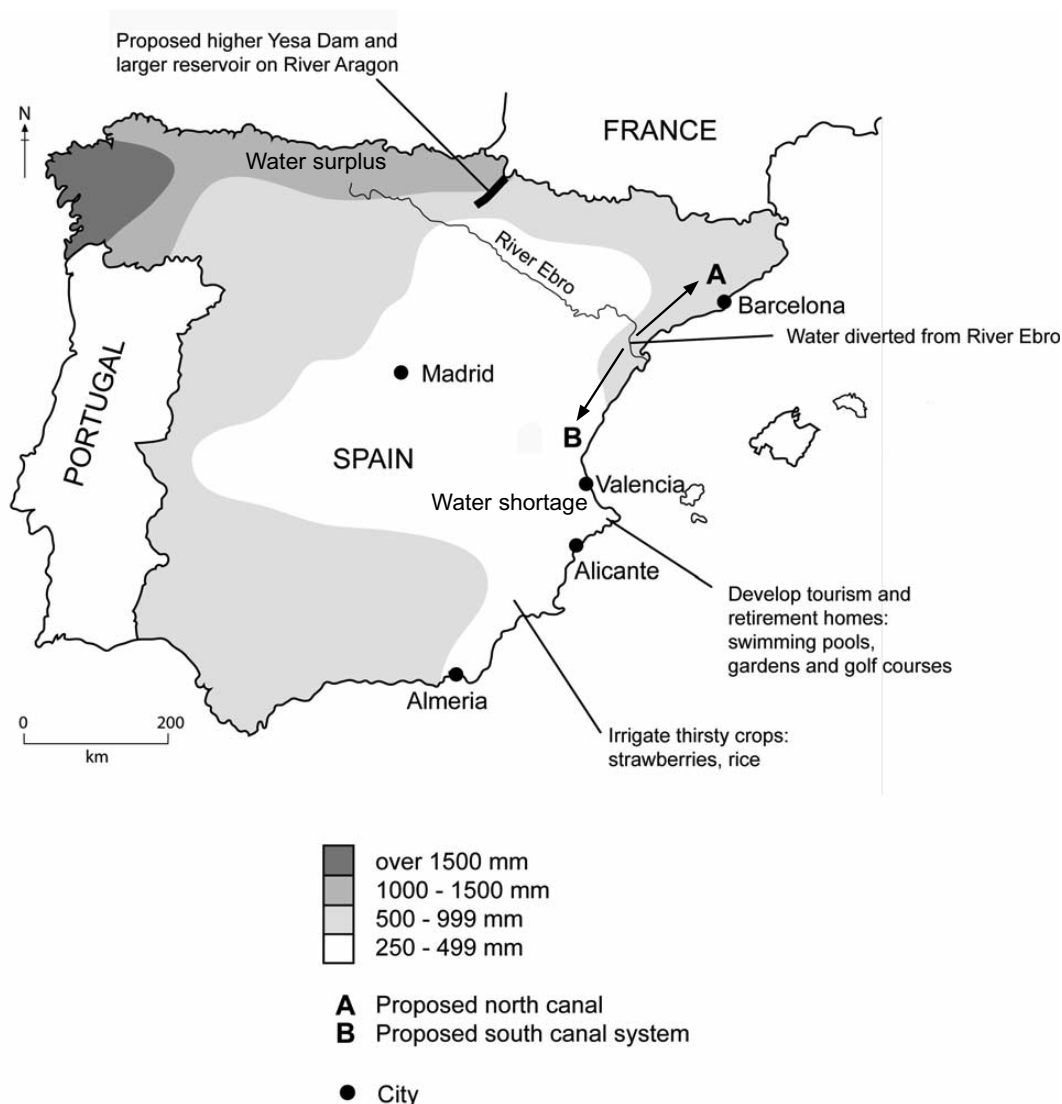 Proposed higher Yesa Dam and
larger reservoir on River Aragon
N
FRANCE
Water surplus
River Ebro
A
Barcelona
Water diverted from River Ebro
PORTUGAL
Madrid
B
SPAIN
Valencia
Water shortage
Alicante
Develop tourism and
retirement homes:
swimming pools,
gardens and golf courses
Almeria
0 200
km
Irrigate thirsty crops:
strawberries, rice
over 1500 mm
1000 - 1500 mm
500 - 999 mm
250 - 499 mm
A Proposed north canal
B Proposed south canal system
City